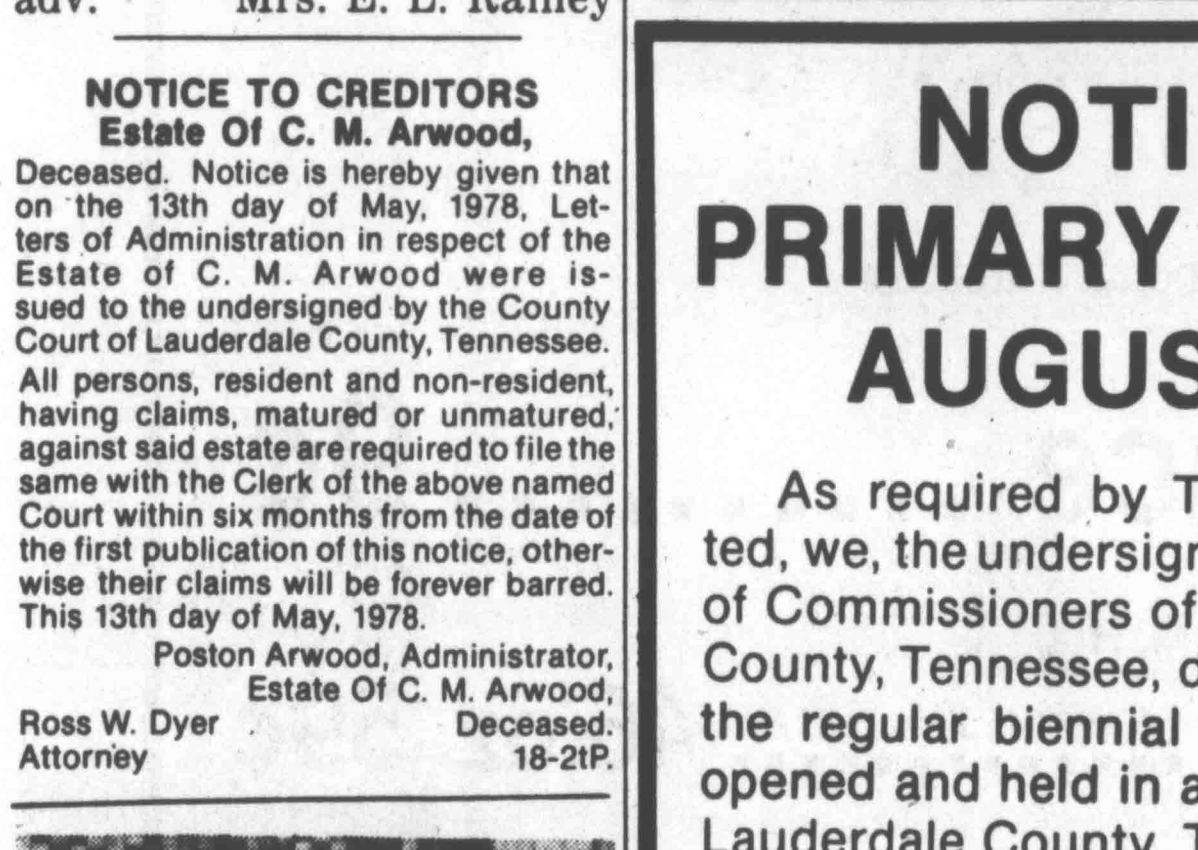 adv. Mrs. E. L. Rainey
NOTICE TO CREDITORS
Estate Of C. M. Arwood,
Deceased. Notice is hereby given that
on the 13th day of May, 1978, Let-
ters of Administration in respect of the
Estate of C. M. Arwood were is-
sued to the undersigned by the County
Court of Lauderdale County, Tennessee.
All persons, resident and non-resident,
having claims, matured or unmatured,
against said estate are required to file the
same with the Clerk of the above named
Court within six months from the date of
the first publication of this notice, other-
wise their claims will be forever barred.
This 13th day of May, 1978.
Poston Arwood, Administrator,
Estate Of C. M. Arwood,
Ross W. Dyer Deceased.
Attorney 18-2tP.
NOTI
PRIMARY
AUGUS
As required by T
ted, we, the undersign
of Commissioners of
County, Tennessee, d
the regular biennial
opened and held in a
Lauderdale County, T